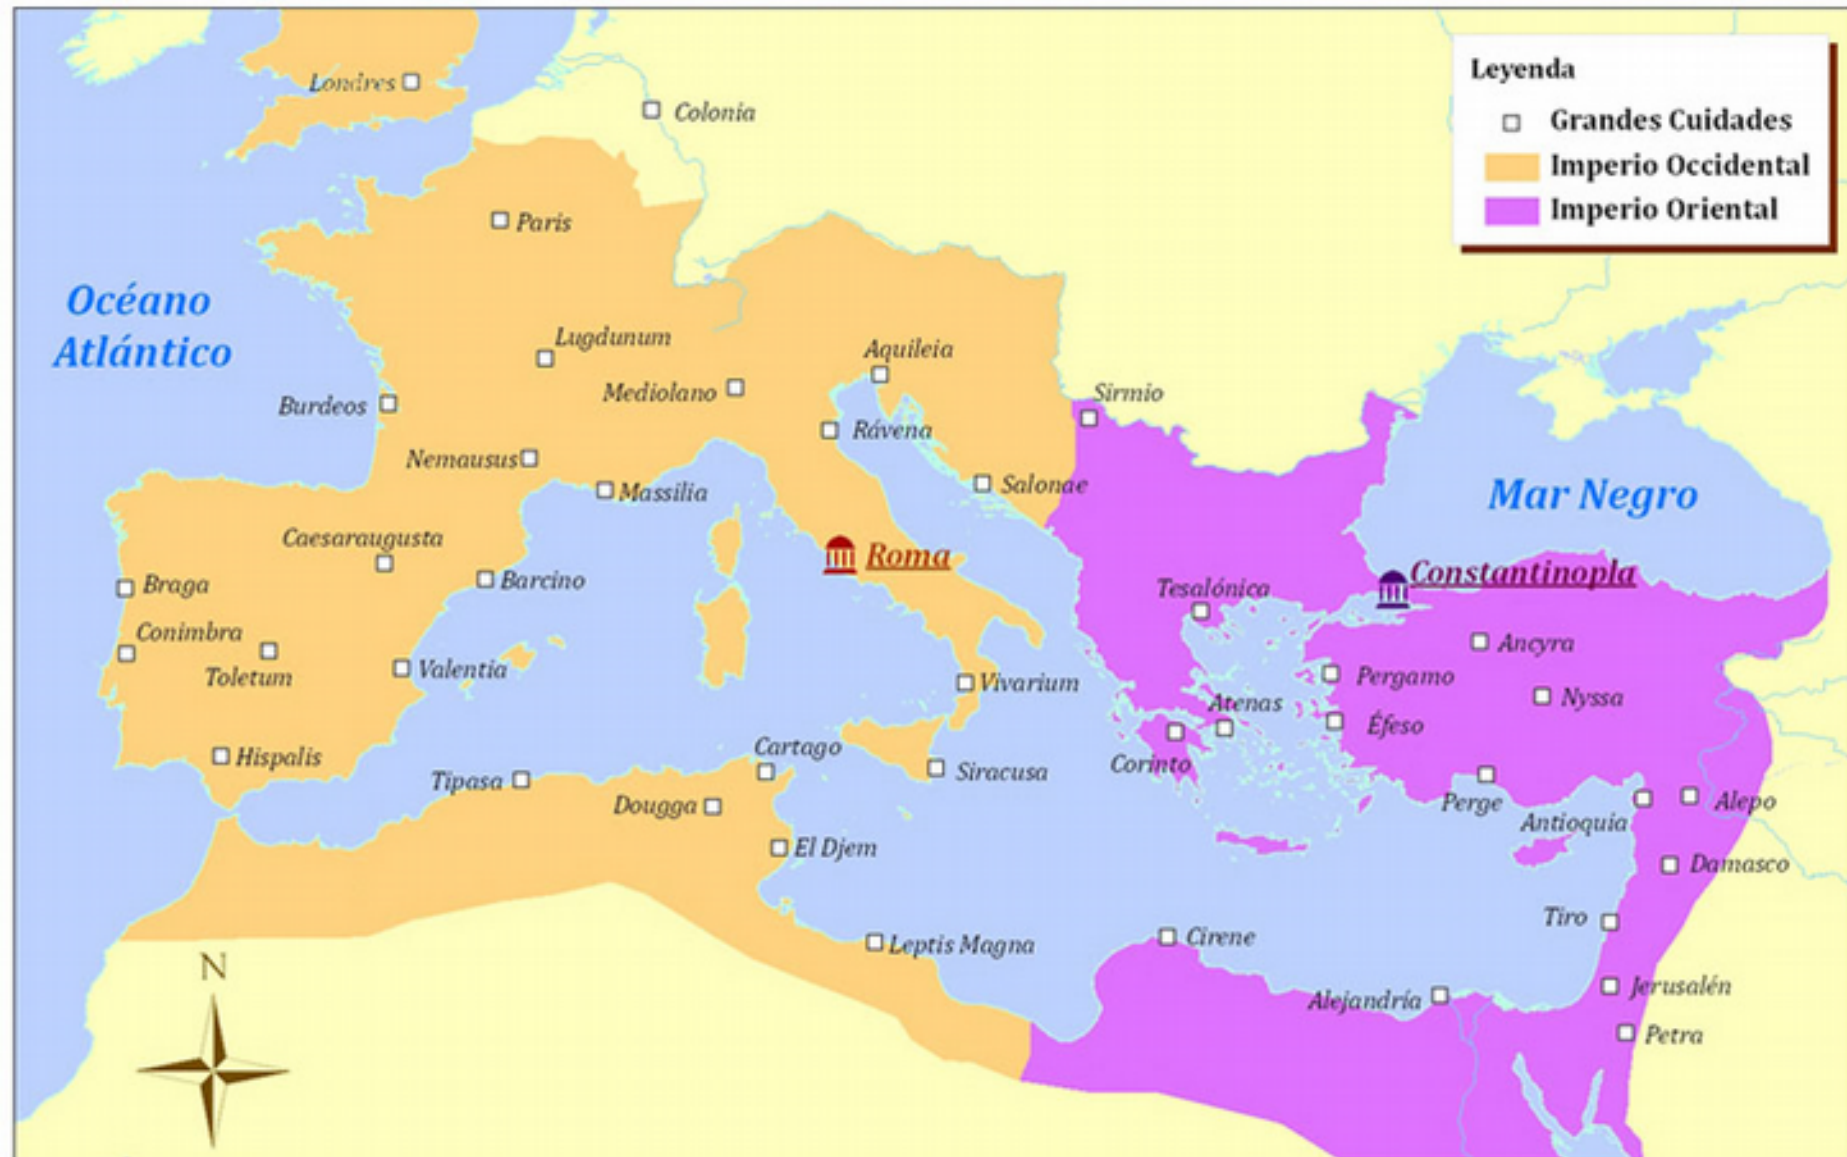 Leyenda
Grandes Cuidades
Imperio Occidental
Imperio Oriental
Londres
Colonia
Paris
Océano
Atlántico
Lugdunum
Aquileia
Mediolano
Burdeos
Sirmio
Rávena
Nemausus
Massilia
Salonae
Mar Negro
Caesaraugusta
Roma
Constantinopla
Braga
Barcino
Tesalónica
Conimbra
Ancyra
Toletum
Valentia
Vivarium
Pergamo
Nyssa
Atenas
Éfeso
Hispalis
Cartago
Corinto
Siracusa
Tipasa
Dougga
Perge
Antioquia
Alepo
El Djem
Damasco
Tiro
Leptis Magna
Cirene
N
Alejandría
Jerusalén
Petra